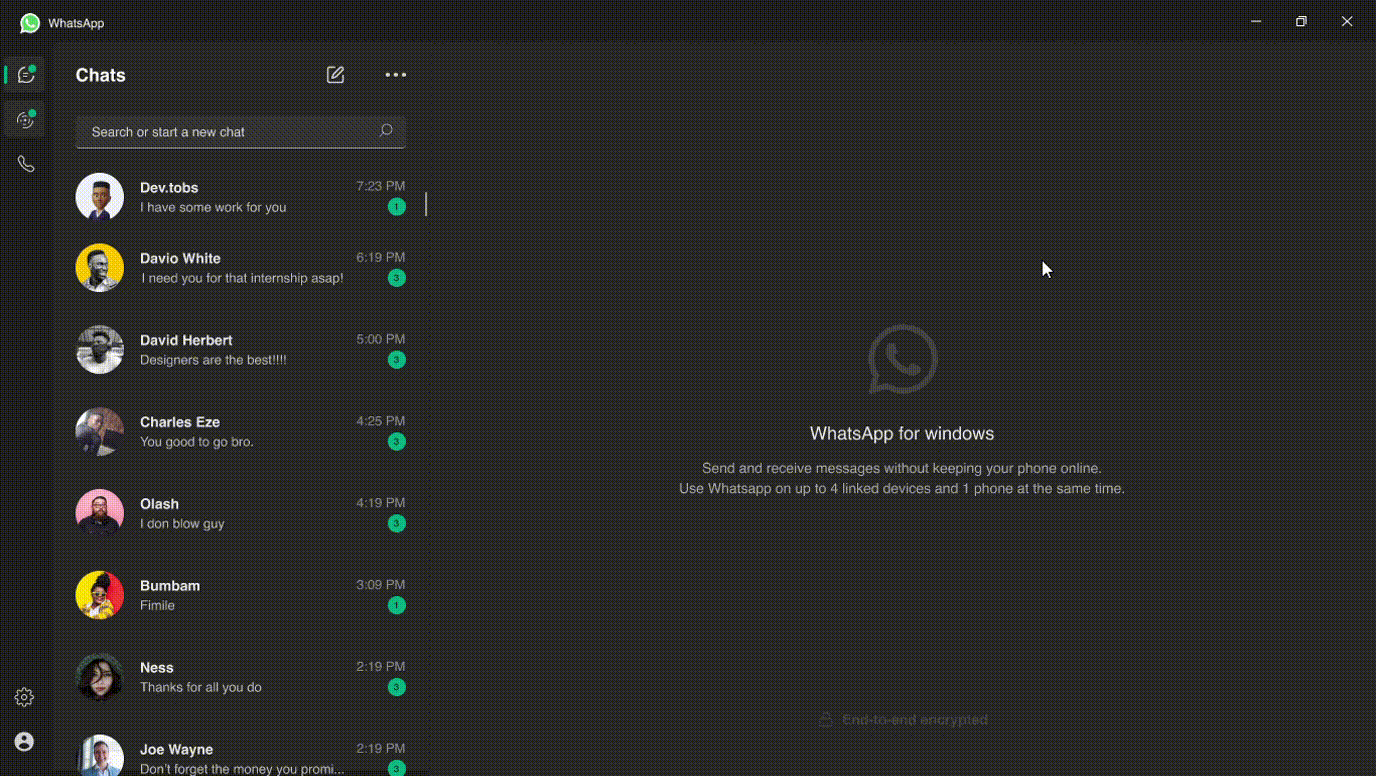 WhatsApp
Chats
Search or start a new chat
Dev.tobs 7:23 PM
I have some work for you 1
Davio White 6:19 PM
I need you for that internship asap! 3
David Herbert 5:00 PM
Designers are the best!!!! 3
Charles Eze 4:25 PM
You good to go bro. 3
Olash 4:19 PM
I don blow guy 3
Bumbam 3:09 PM
Fimile 1
Ness 2:19 PM
Thanks for all you do 3
Joe Wayne 2:19 PM
Don't forget the money you promi... 3
WhatsApp for windows
Send and receive messages without keeping your phone online.
Use Whatsapp on up to 4 linked devices and 1 phone at the same time.
End-to-end encrypted